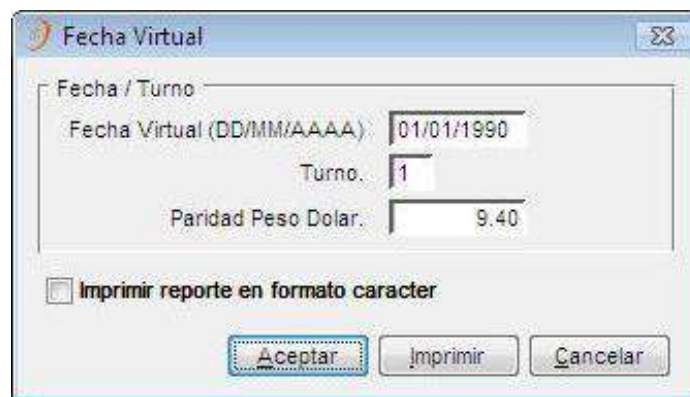 Fecha Virtual
Fecha / Turno
Fecha Virtual (DD/MM/AAAA) 01/01/1990
Turno. 1
Paridad Peso Dolar. 9.40
Imprimir reporte en formato caracter
Aceptar Imprimir Cancelar